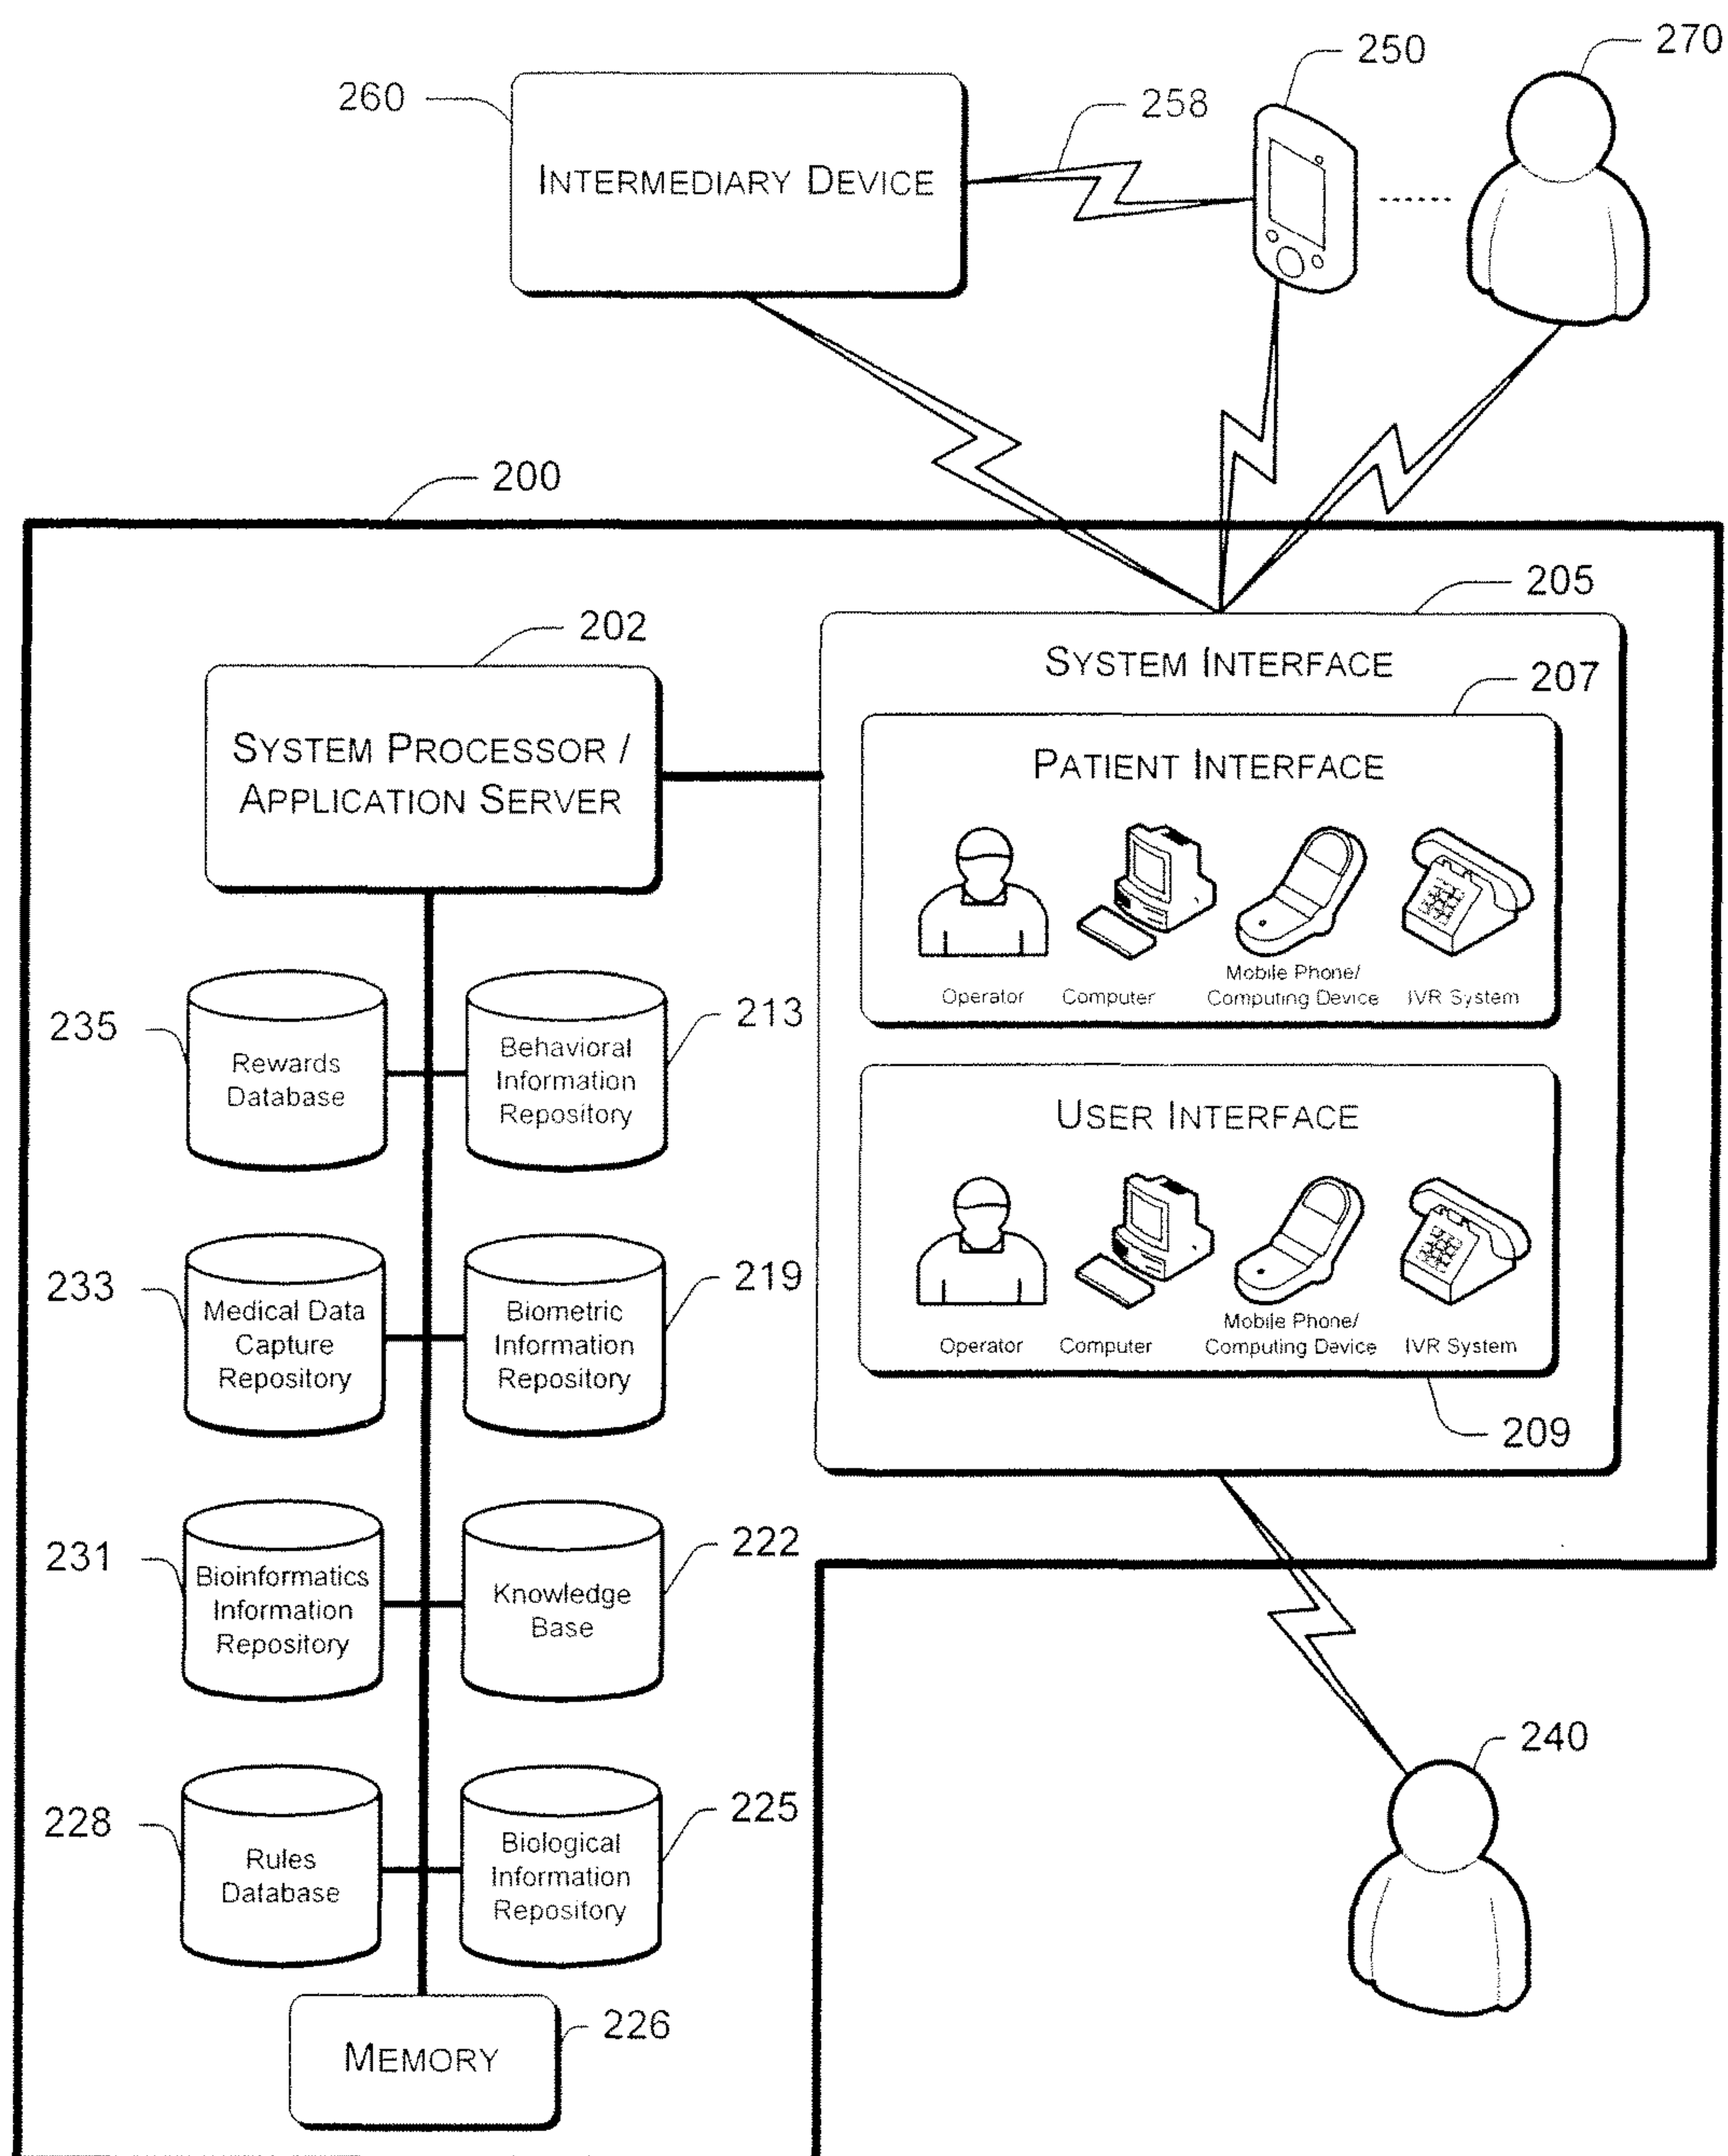 250
270
260
258
INTERMEDIARY DEVICE
200
205
202
SYSTEM INTERFACE
207
SYSTEM PROCESSOR /
APPLICATION SERVER
PATIENT INTERFACE
Operator
Computer
Mobile Phone/
Computing Device
IVR System
235
Rewards
Database
213
Behavioral
Information
Repository
USER INTERFACE
Operator
Computer
Mobile Phone/
Computing Device
IVR System
209
233
Medical Data
Capture
Repository
219
Biometric
Information
Repository
231
Bioinformatics
Information
Repository
222
Knowledge
Base
240
228
Rules
Database
225
Biological
Information
Repository
226
MEMORY